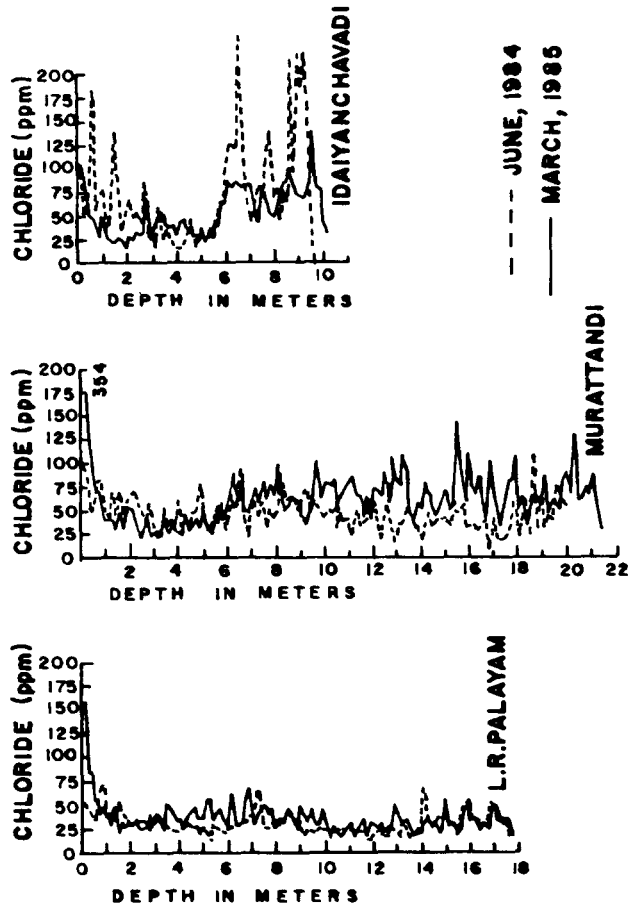 IDAIYANCHAVADI
CHLORIDE (ppm)
200
175
150
125
100
75
50
25
0
0 2 4 6 8 10
DEPTH IN METERS
JUNE, 1984
MARCH, 1985
MURATTANDI
CHLORIDE (ppm)
354
200
175
150
125
100
75
50
25
0
0 2 4 6 8 10 12 14 16 18 20 22
DEPTH IN METERS
L.R.PALAYAM
CHLORIDE (ppm)
200
175
150
125
100
75
50
25
0
0 2 4 6 8 10 12 14 16 18
DEPTH IN METERS